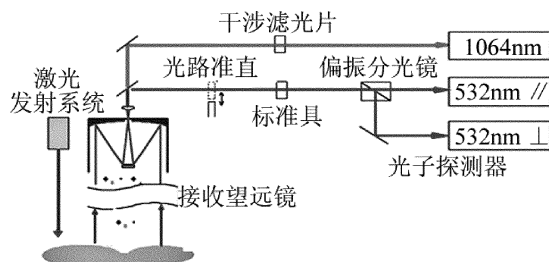 干涉滤光片
1064nm
光路准直
偏振分光镜
激光
发射系统
532nm //
标准具
532nm ⊥
光子探测器
接收望远镜